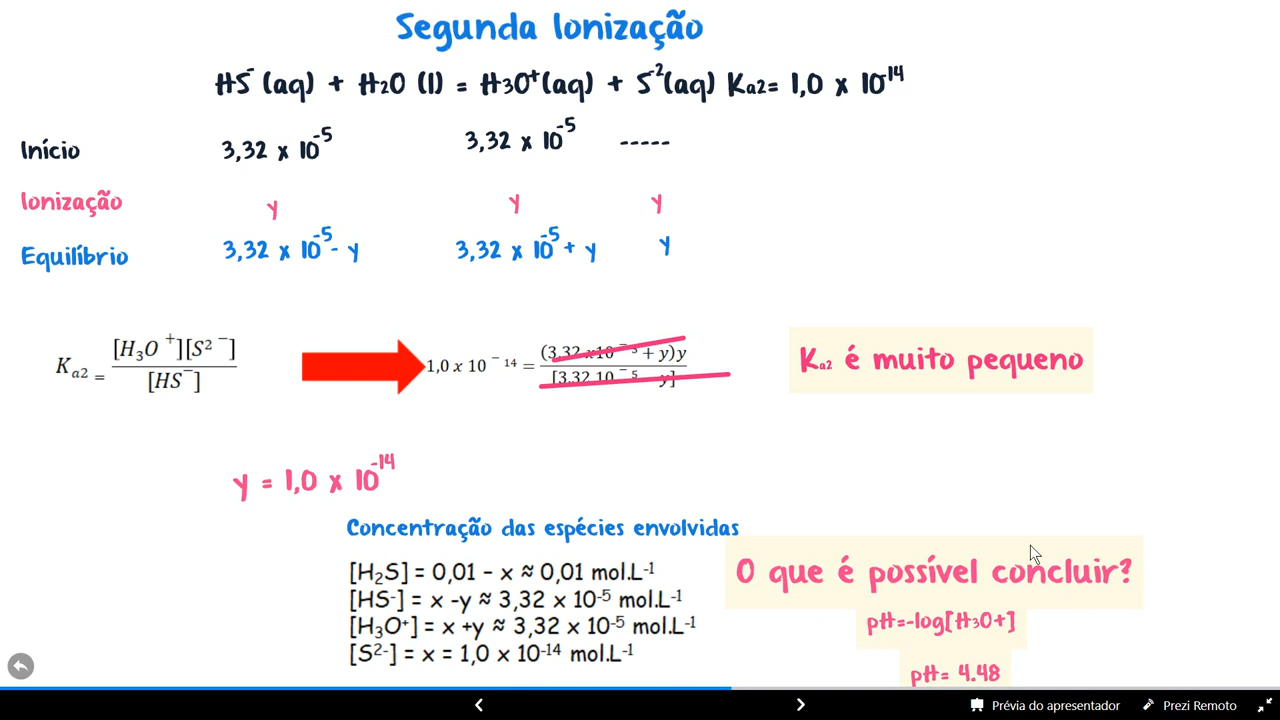 Segunda Ionização
HS⁻(aq) + H₂O (l) = H₃O⁺(aq) + S⁻²(aq) Ka2= 1,0 x 10⁻¹⁴
Início 3,32 x 10⁻⁵ 3,32 x 10⁻⁵ -----
Ionização y y y
Equilíbrio 3,32 x 10⁻⁵ - y 3,32 x 10⁻⁵ + y y
K a2 = [H₃O⁺][S²⁻] / [HS⁻]
1,0 x 10⁻¹⁴ = (3,32 x10⁻⁵ + y)y / [3,32 10⁻⁵ - y]
Ka2 é muito pequeno
y = 1,0 x 10⁻¹⁴
Concentração das espécies envolvidas
[H₂S] = 0,01 - x ≈ 0,01 mol.L⁻¹
[HS⁻] = x -y ≈ 3,32 x 10⁻⁵ mol.L⁻¹
[H₃O⁺] = x +y ≈ 3,32 x 10⁻⁵ mol.L⁻¹
[S²⁻] = x = 1,0 x 10⁻¹⁴ mol.L⁻¹
O que é possível concluir?
pH=-log[H₃O+]
pH= 4.48
Prévia do apresentador
Prezi Remoto